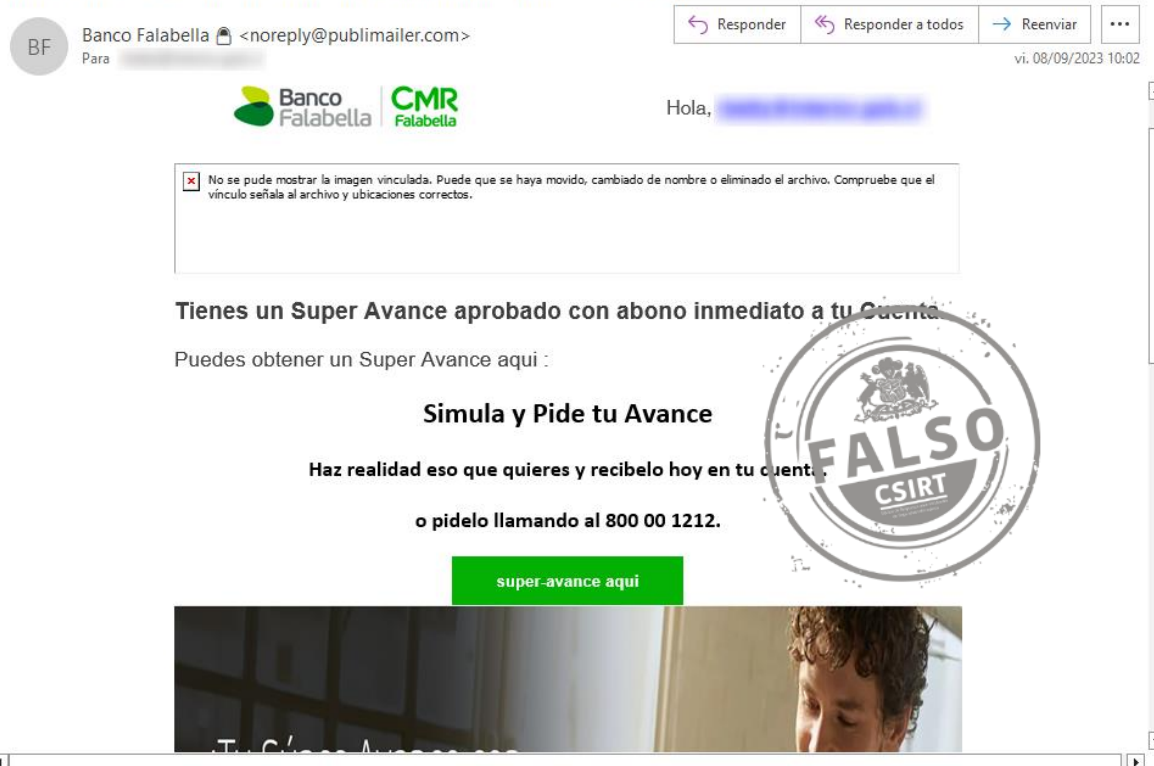 BF
Banco Falabella <noreply@publimailer.com>
Para
Responder
Responder a todos
Reenviar
vi. 08/09/2023 10:02
Banco
Falabella
CMR
Falabella
Hola,
No se pude mostrar la imagen vinculada. Puede que se haya movido, cambiado de nombre o eliminado el archivo. Compruebe que el
vínculo señala al archivo y ubicaciones correctos.
Tienes un Super Avance aprobado con abono inmediato a tu Cuenta.
Puedes obtener un Super Avance aqui :
Simula y Pide tu Avance
Haz realidad eso que quieres y recibelo hoy en tu cuenta.
o pidelo llamando al 800 00 1212.
FALSO
CSIRT
super-avance aqui